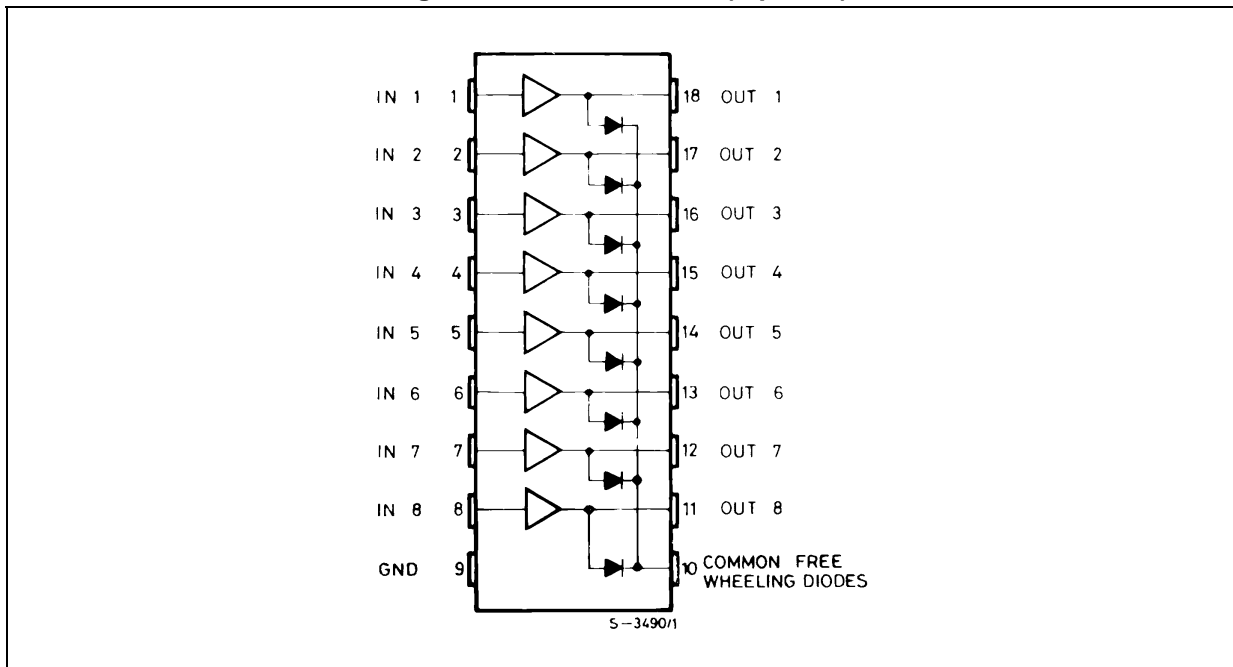 IN 1 1 18 OUT 1
IN 2 2 17 OUT 2
IN 3 3 16 OUT 3
IN 4 4 15 OUT 4
IN 5 5 14 OUT 5
IN 6 6 13 OUT 6
IN 7 7 12 OUT 7
IN 8 8 11 OUT 8
GND 9 10 COMMON FREE
WHEELING DIODES
S-3490/1